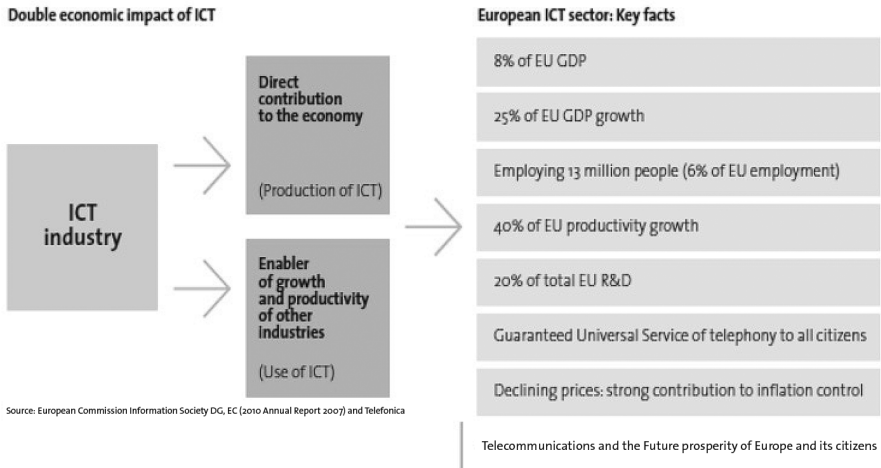 Double economic impact of ICT
ICT
industry
Direct
contribution
to the economy
(Production of ICT)
Enabler
of growth
and productivity
of other
industries
(Use of ICT)
Source: European Commission Information Society DG, EC (2010 Annual Report 2007) and Telefonica
European ICT sector: Key facts
8% of EU GDP
25% of EU GDP growth
Employing 13 million people (6% of EU employment)
40% of EU productivity growth
20% of total EU R&D
Guaranteed Universal Service of telephony to all citizens
Declining prices: strong contribution to inflation control
Telecommunications and the Future prosperity of Europe and its citizens